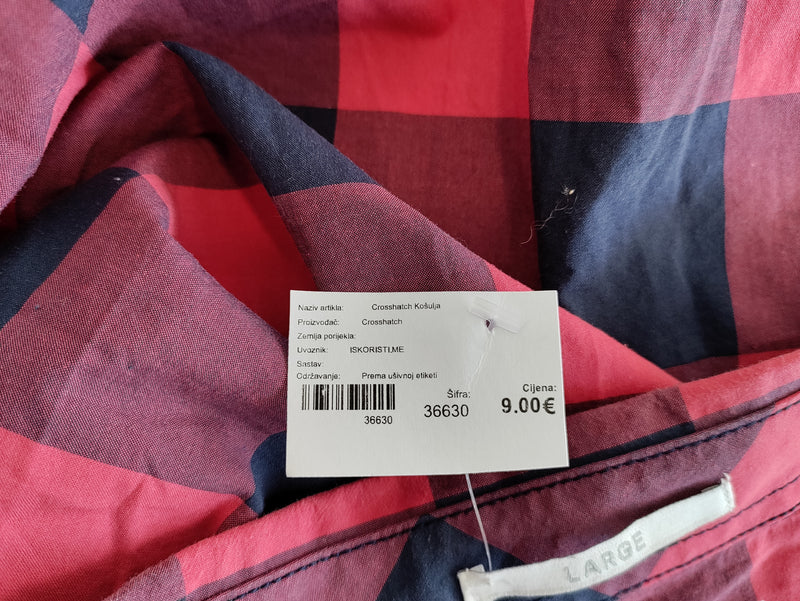 Naziv artikla: Crosshatch Košulja
Proizvođač: Crosshatch
Zemlja porijekla:
Uvoznik: ISKORISTI,ME
Sastav:
Održavanje: Prema ušivnoj etiketi
Šifra: Cijena:
36630 9.00€
36630
LARGE